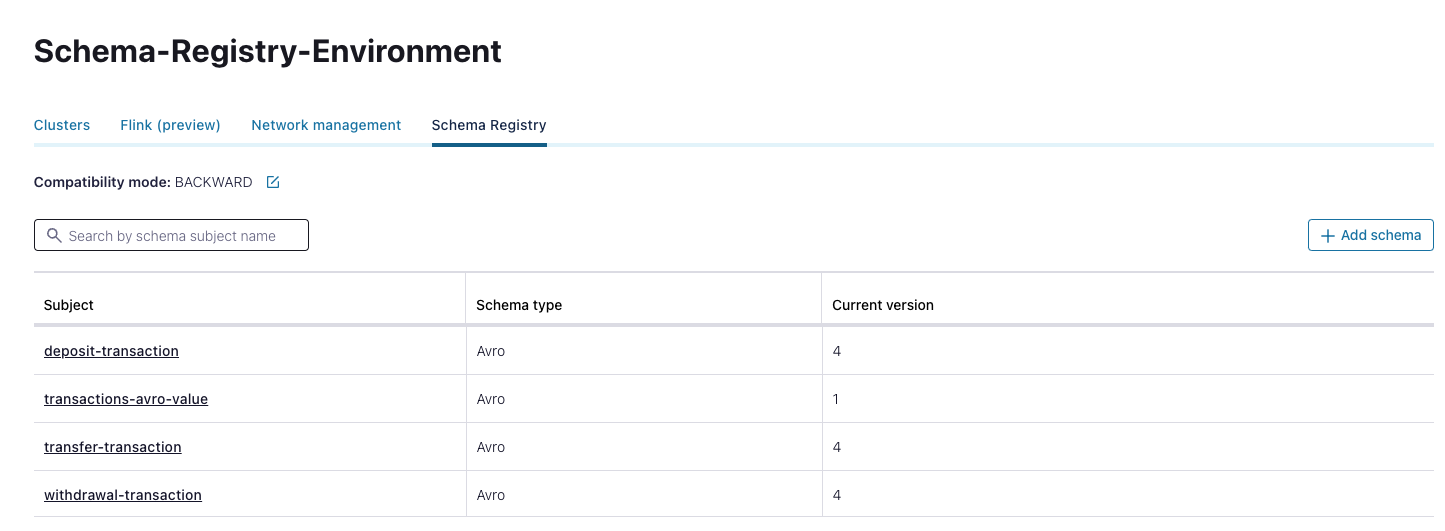 Schema-Registry-Environment
Clusters Flink (preview) Network management Schema Registry
Compatibility mode: BACKWARD
Search by schema subject name
Add schema
Subject Schema type Current version
deposit-transaction Avro 4
transactions-avro-value Avro 1
transfer-transaction Avro 4
withdrawal-transaction Avro 4